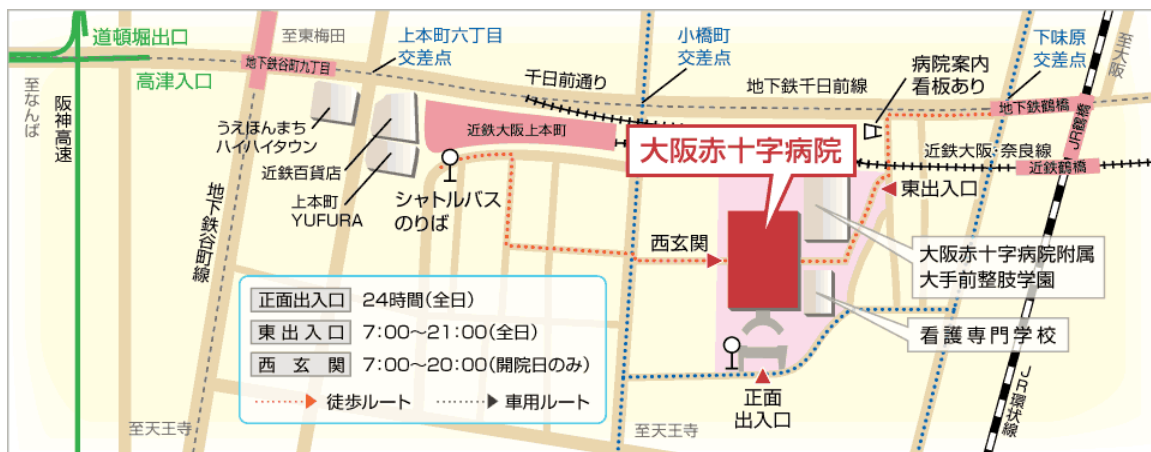 道頓堀出口
至東梅田
上本町六丁目
交差点
小橋町
交差点
下味原
交差点
至大阪
地下鉄谷町九丁目
高津入口
千日前通り
地下鉄千日前線
病院案内
看板あり
地下鉄鶴橋
JR鶴橋
至なんば
阪神高速
うえほんまち
ハイハイタウン
近鉄百貨店
上本町
YUFURA
近鉄大阪上本町
大阪赤十字病院
近鉄大阪・奈良線
近鉄鶴橋
シャトルバス
のりば
東出入口
地下鉄谷町線
西玄関
大阪赤十字病院附属
大手前整肢学園
看護専門学校
正面出入口 24時間(全日)
東出入口 7:00〜21:00(全日)
西玄関 7:00〜20:00(開院日のみ)
徒歩ルート 車用ルート
正面
出入口
JR環状線
至天王寺
至天王寺